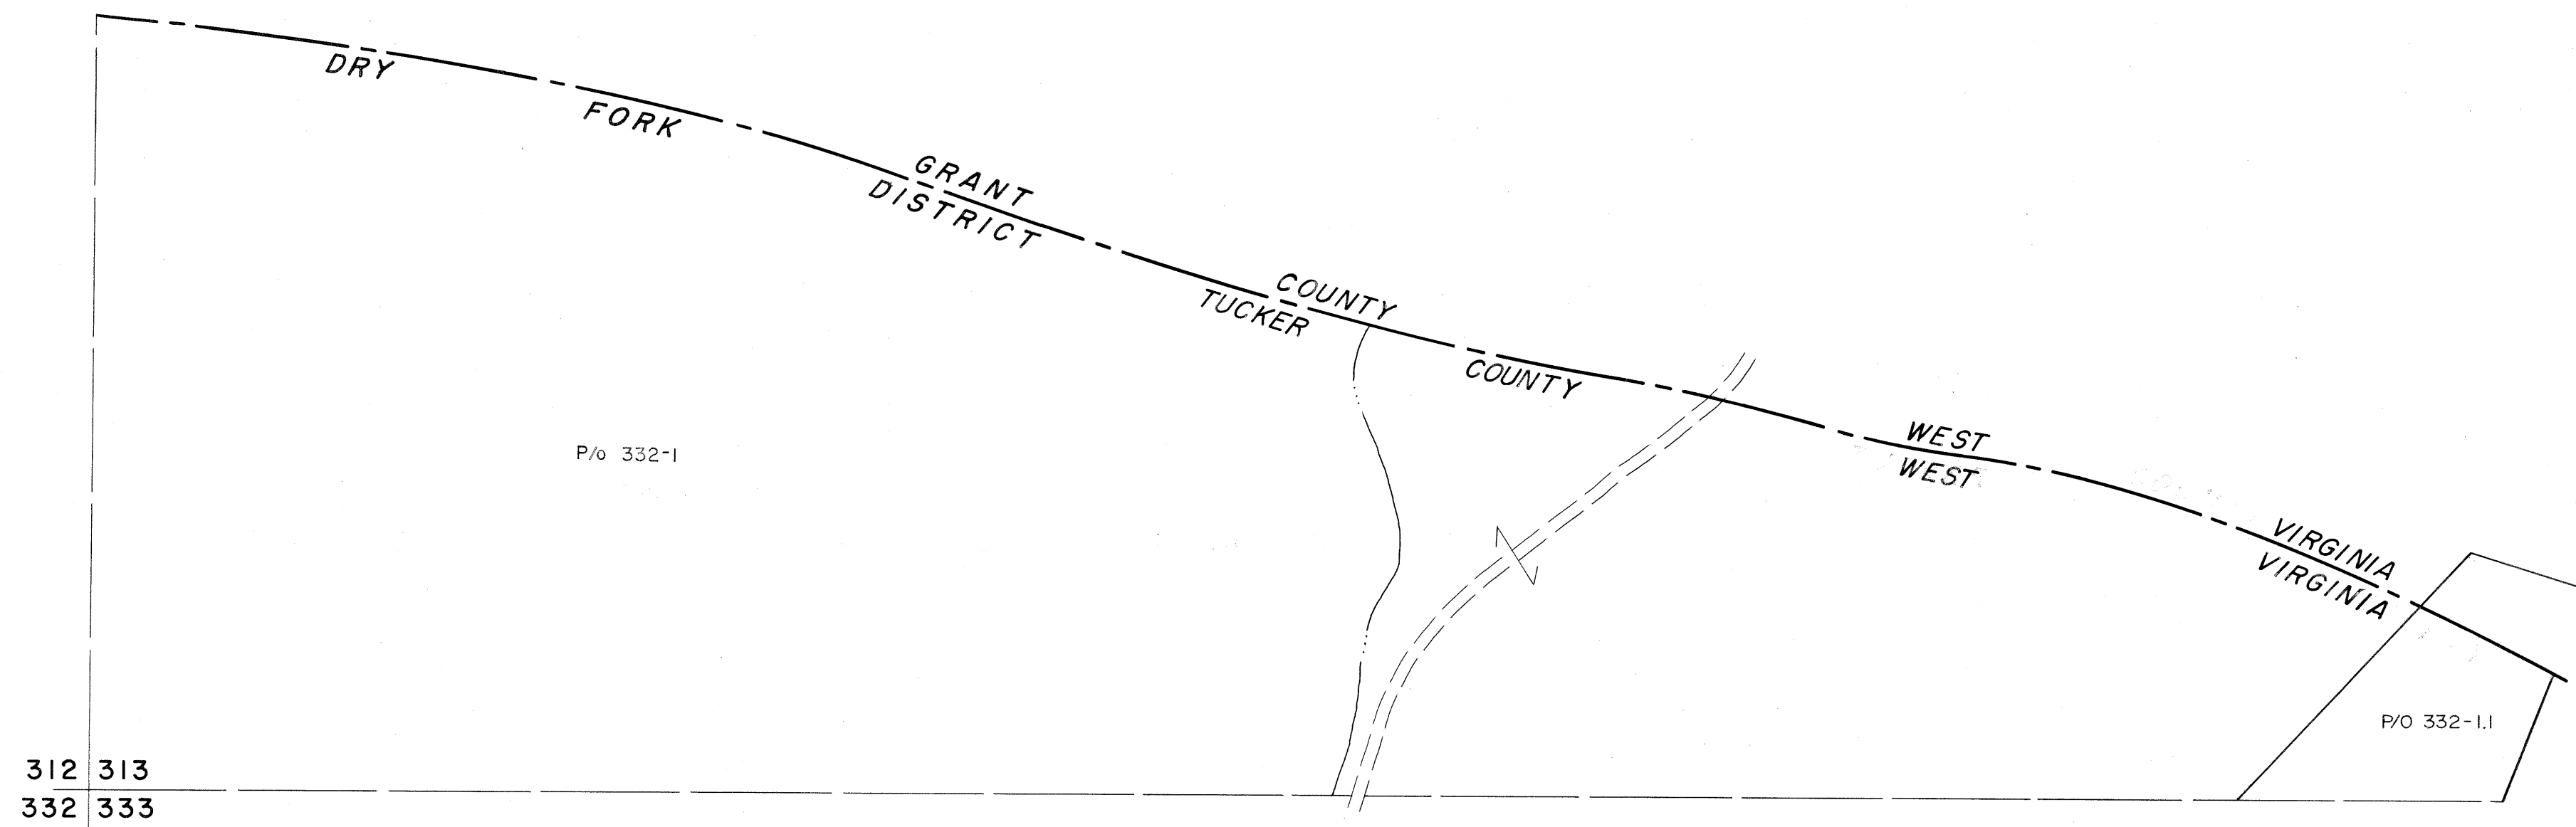 GRANT COUNTY WEST VIRGINIA
DRY FORK DISTRICT TUCKER COUNTY WEST VIRGINIA
P/o 332-1
P/O 332-1.1
312 313
332 333